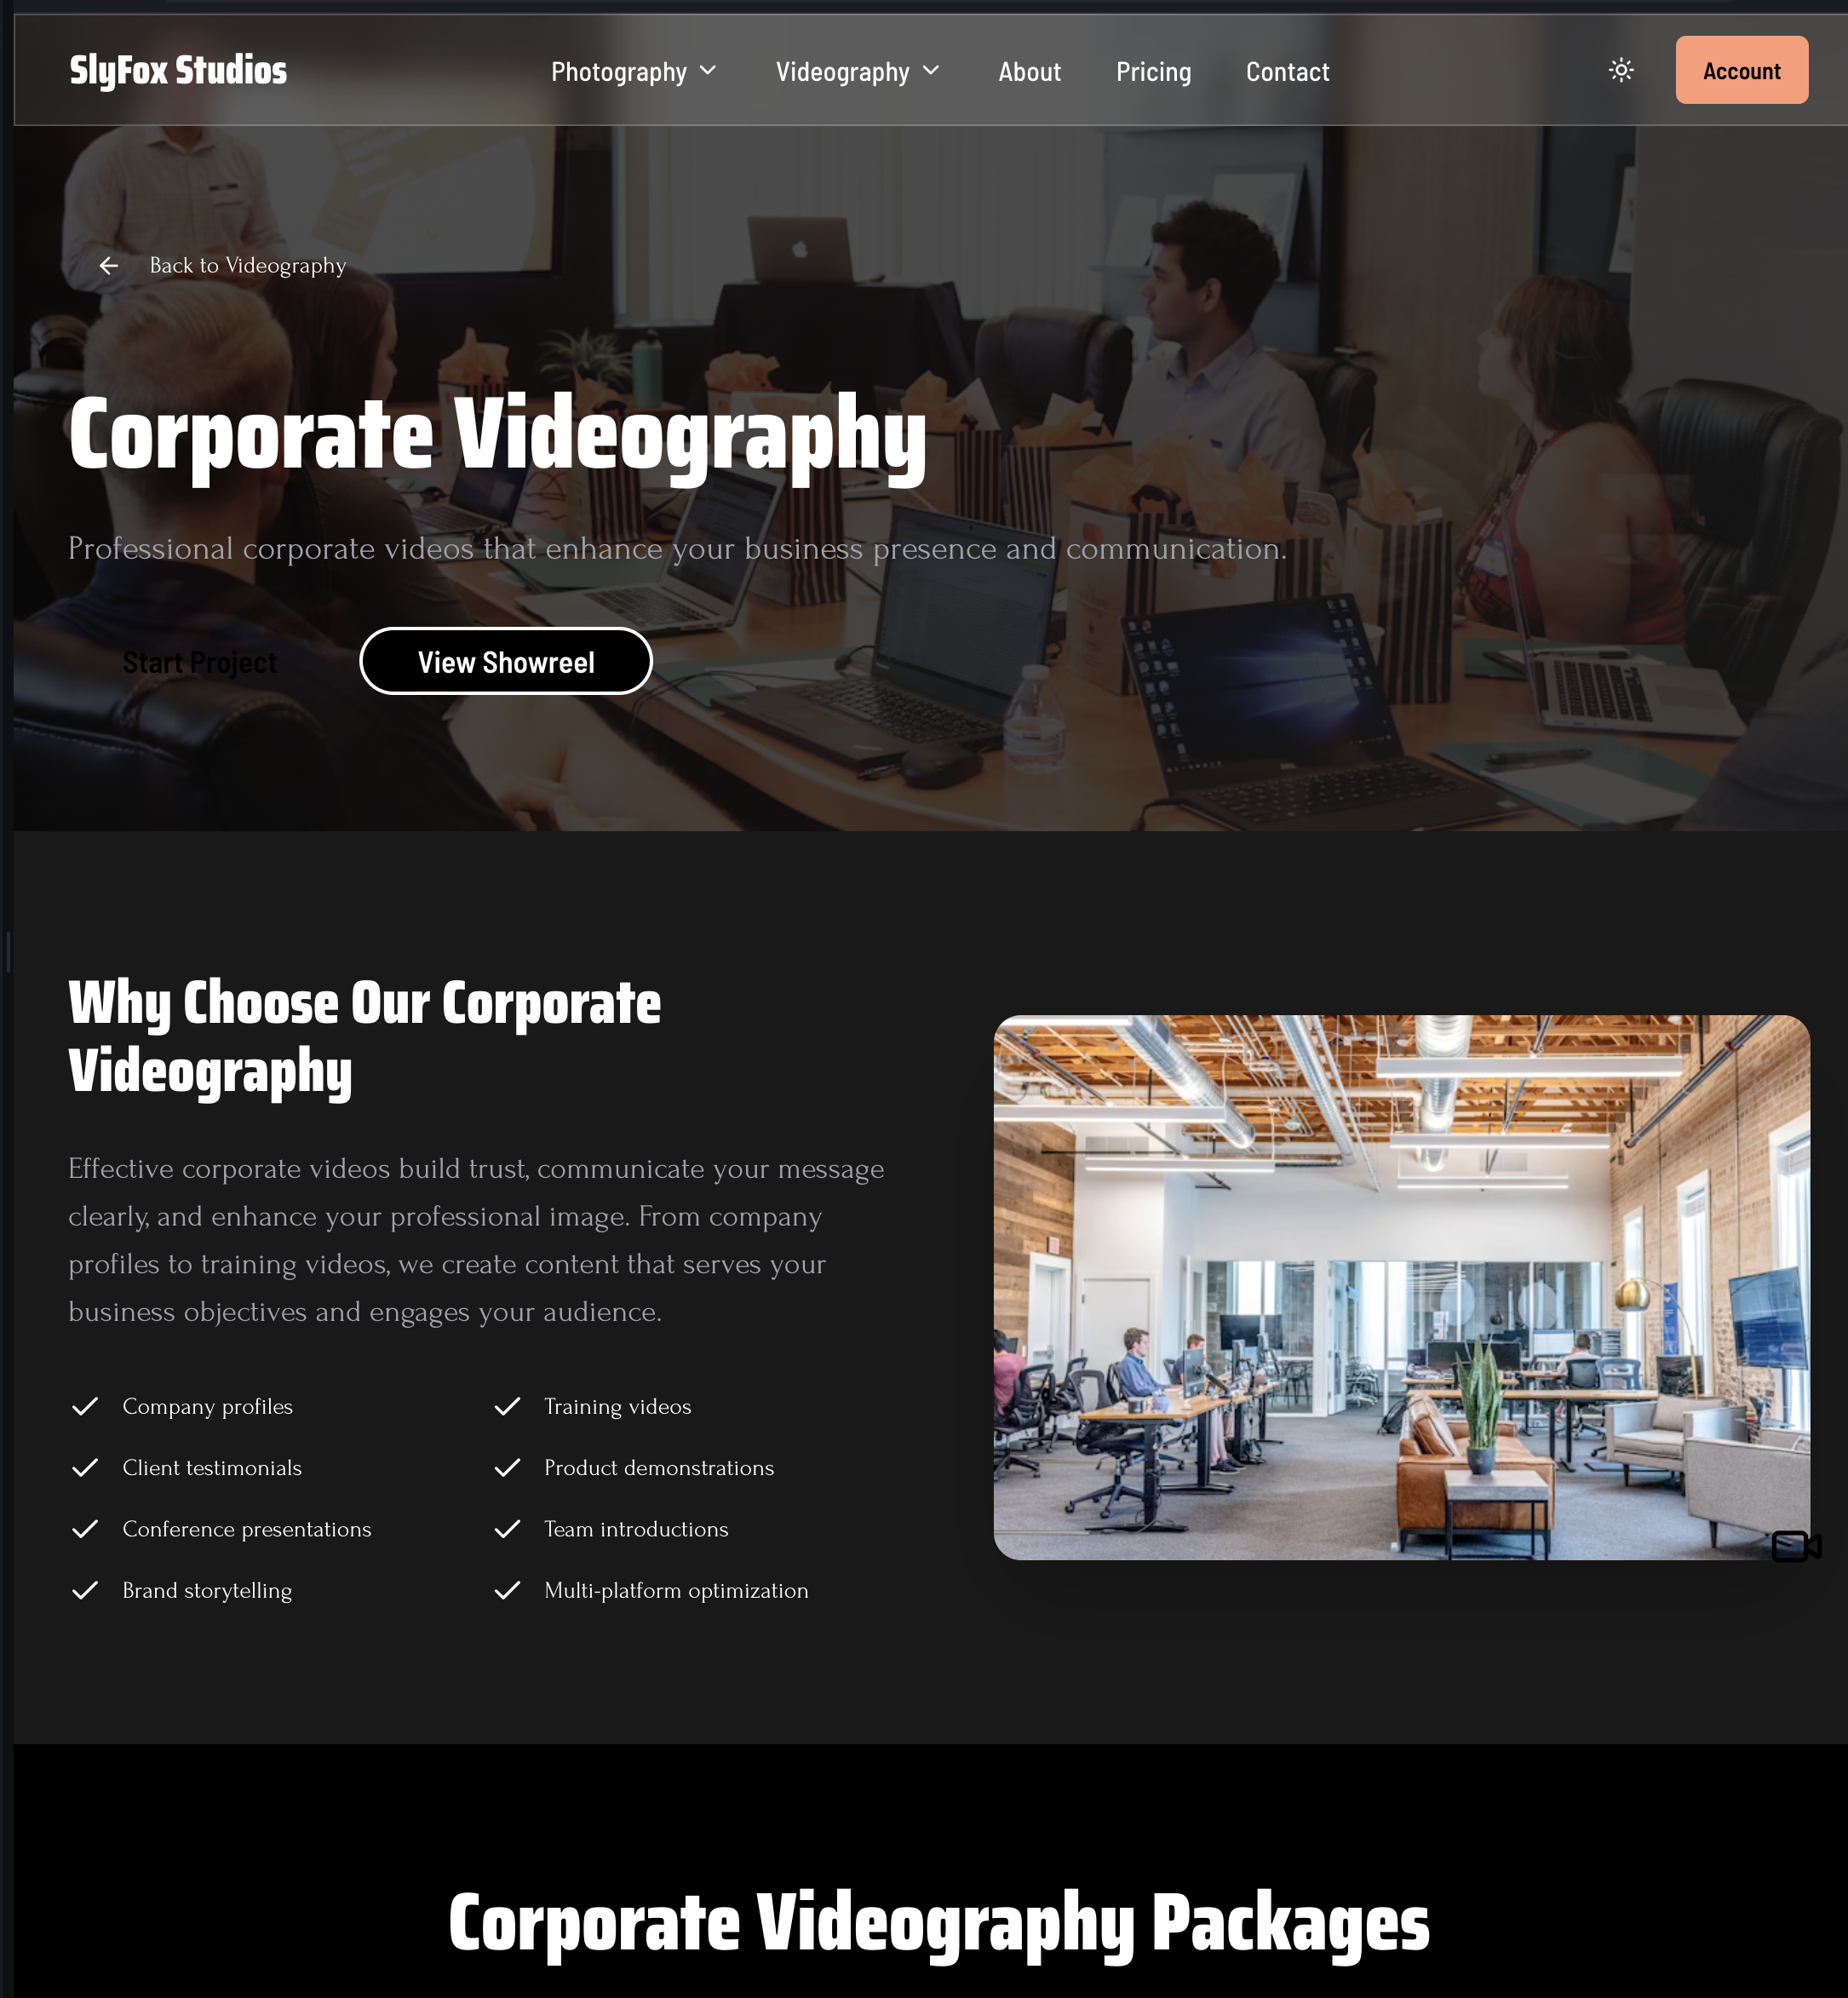 SlyFox Studios
Photography
Videography
About
Pricing
Contact
Account
Back to Videography
Corporate Videography
Professional corporate videos that enhance your business presence and communication.
Start Project
View Showreel
Why Choose Our Corporate
Videography
Effective corporate videos build trust, communicate your message
clearly, and enhance your professional image. From company
profiles to training videos, we create content that serves your
business objectives and engages your audience.
Company profiles
Training videos
Client testimonials
Product demonstrations
Conference presentations
Team introductions
Brand storytelling
Multi-platform optimization
Corporate Videography Packages